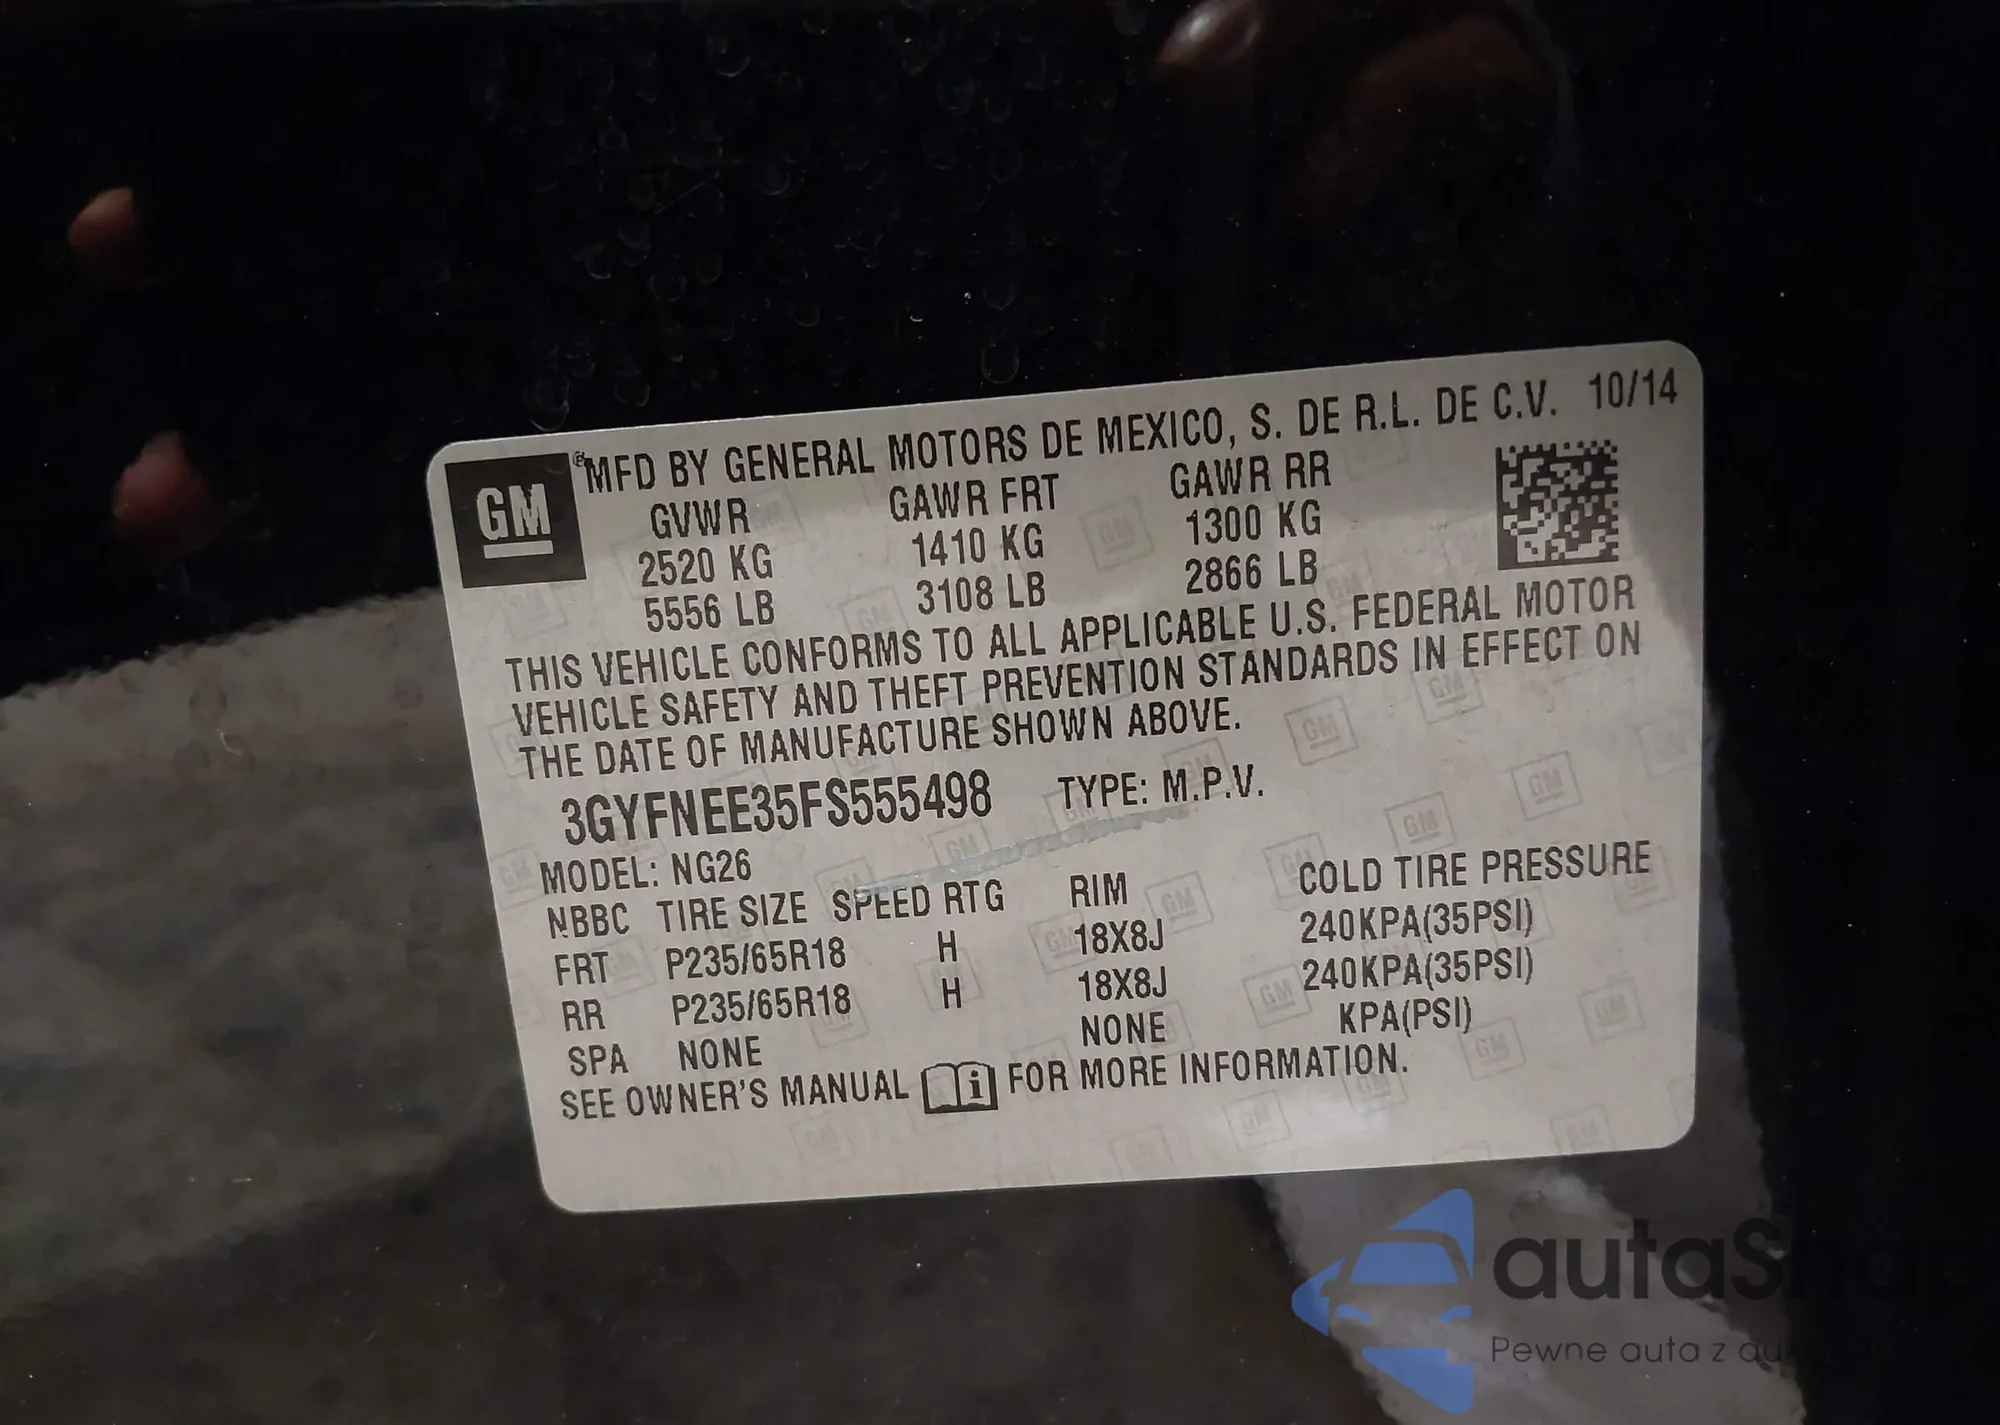 GM ® MFD BY GENERAL MOTORS DE MEXICO, S. DE R.L. DE C.V. 10/14
GVWR GAWR FRT GAWR RR
2520 KG 1410 KG 1300 KG
5556 LB 3108 LB 2866 LB
THIS VEHICLE CONFORMS TO ALL APPLICABLE U.S. FEDERAL MOTOR
VEHICLE SAFETY AND THEFT PREVENTION STANDARDS IN EFFECT ON
THE DATE OF MANUFACTURE SHOWN ABOVE.
3GYFNEE35FS555498 TYPE: M.P.V.
MODEL: NG26
NBBC TIRE SIZE SPEED RTG RIM COLD TIRE PRESSURE
FRT P235/65R18 H 18X8J 240KPA(35PSI)
RR P235/65R18 H 18X8J 240KPA(35PSI)
SPA NONE NONE KPA(PSI)
SEE OWNER'S MANUAL FOR MORE INFORMATION.
autaSnap
Pewne auta z